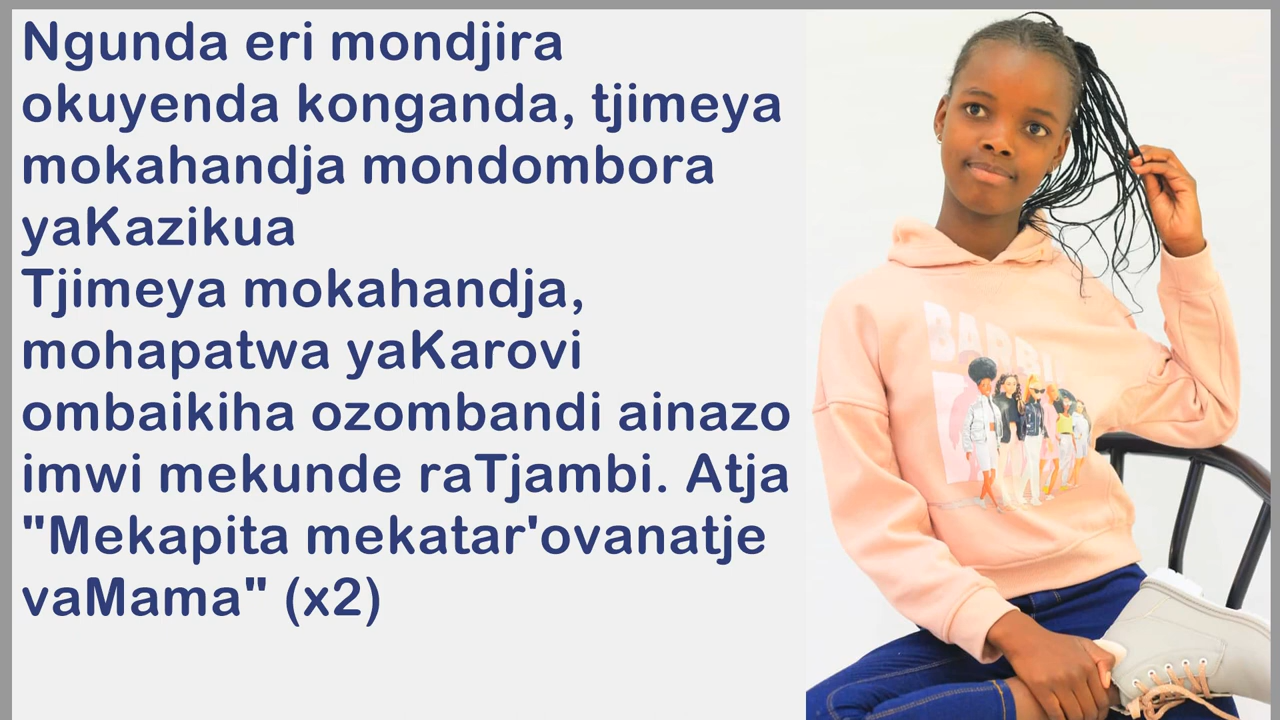 Ngunda eri mondjira
okuyenda konganda, tjimeya
mokahandja mondombora
yaKazikua
Tjimeya mokahandja,
mohapatwa yaKarovi
ombaikiha ozombandi ainazo
imwi mekunde raTjambi. Atja
"Mekapita mekatar'ovanatje
vaMama" (x2)
BARBIE